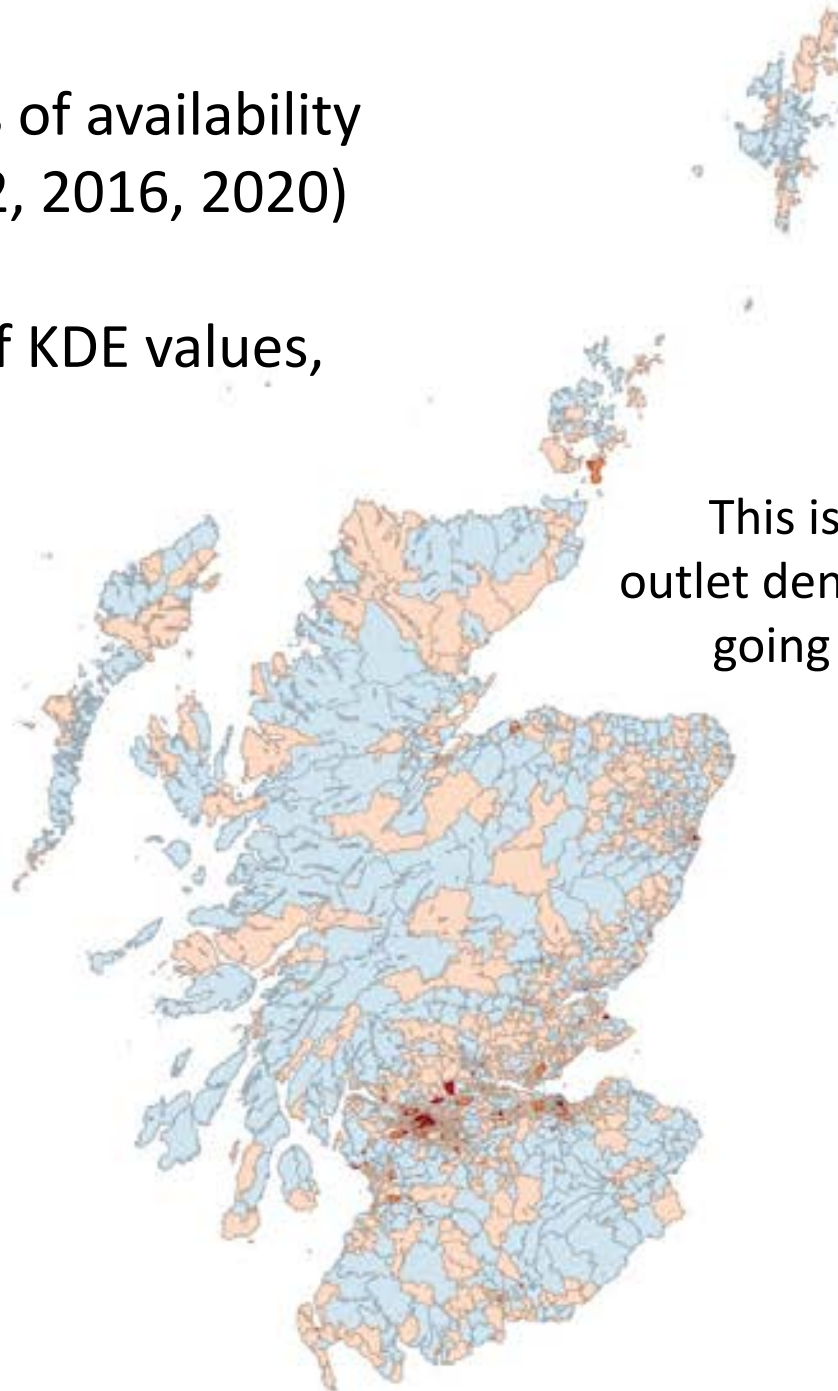 s of availability
2, 2016, 2020)
f KDE values,
This is
outlet den
going